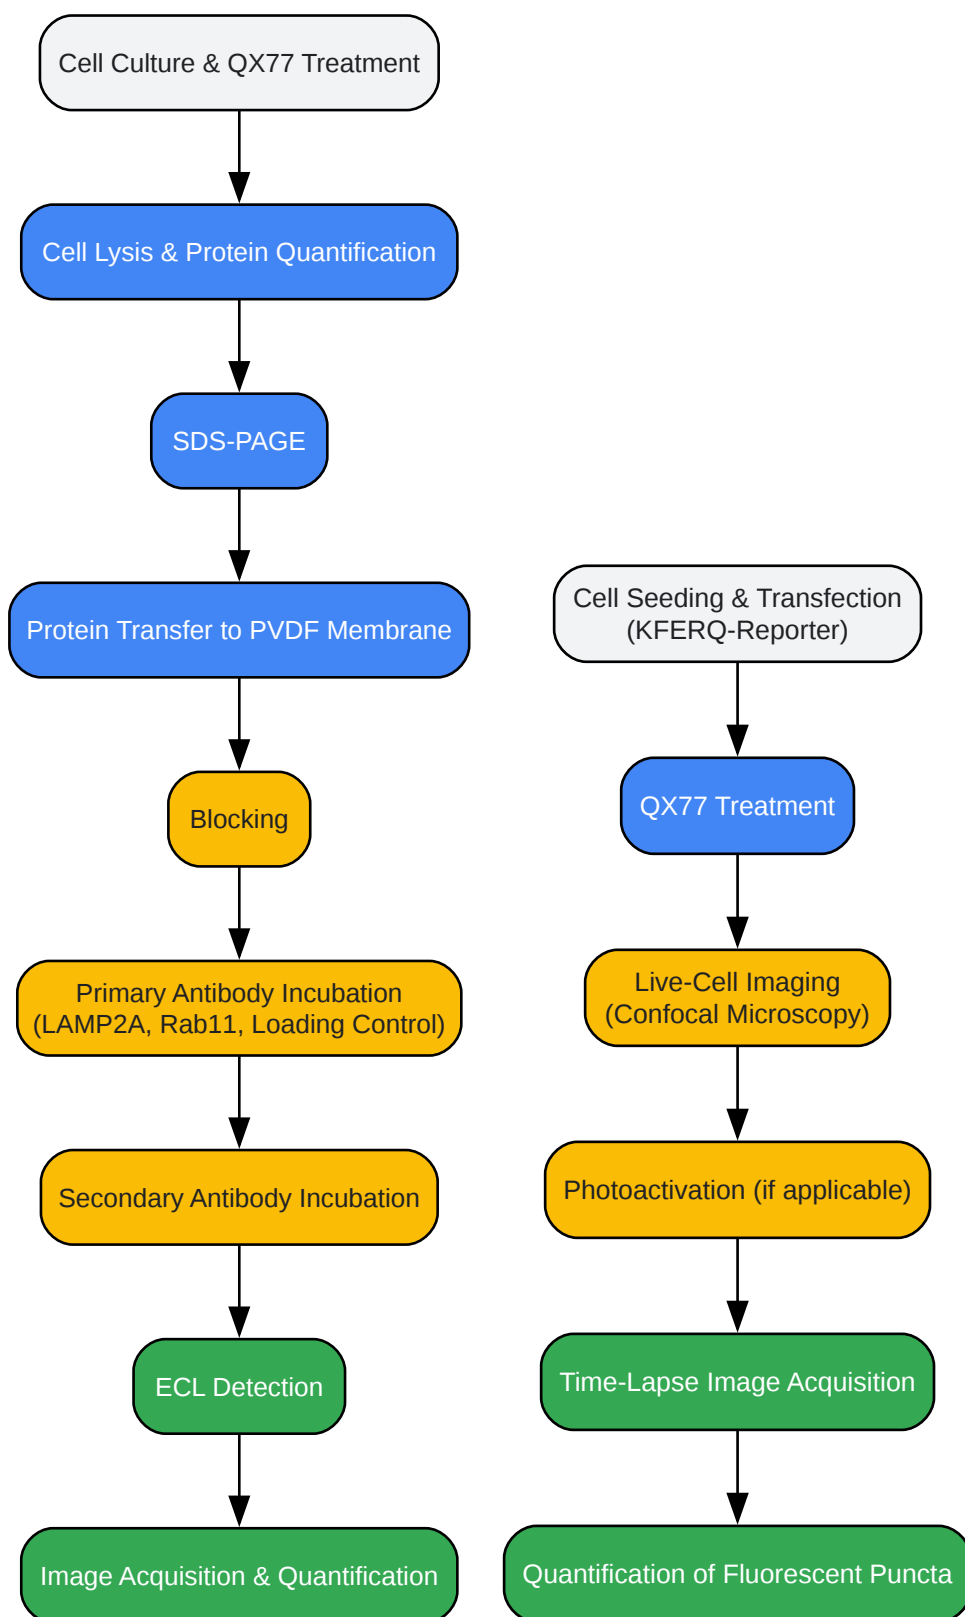 Cell Culture & QX77 Treatment
Cell Lysis & Protein Quantification
SDS-PAGE
Protein Transfer to PVDF Membrane
Blocking
Primary Antibody Incubation
(LAMP2A, Rab11, Loading Control)
Secondary Antibody Incubation
ECL Detection
Image Acquisition & Quantification
Cell Seeding & Transfection
(KFERQ-Reporter)
QX77 Treatment
Live-Cell Imaging
(Confocal Microscopy)
Photoactivation (if applicable)
Time-Lapse Image Acquisition
Quantification of Fluorescent Puncta